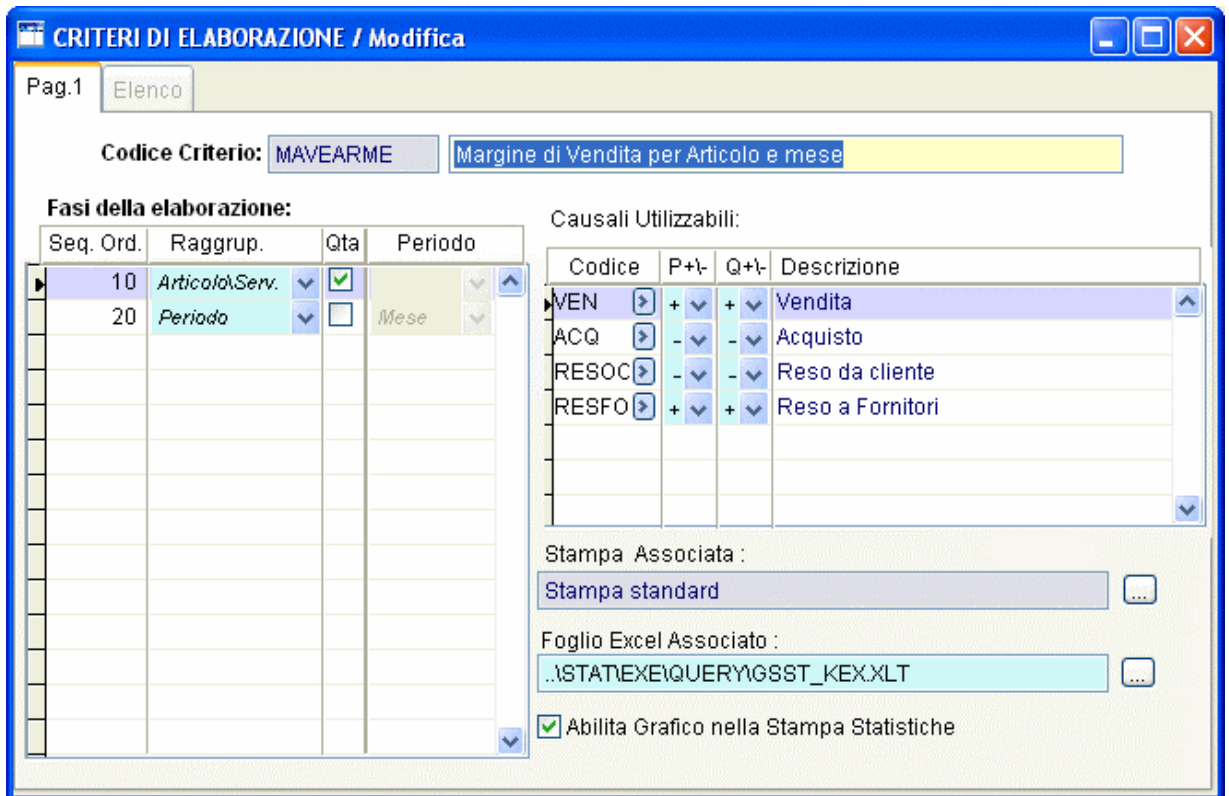 CRITERI DI ELABORAZIONE / Modifica
Pag.1 Elenco
Codice Criterio: MAVEARME Margine di Vendita per Articolo e mese
Fasi della elaborazione:
Seq. Ord. Raggrup. Qta Periodo
10 Articolo\Serv.
20 Periodo Mese
Causali Utilizzabili:
Codice P+\- Q+\- Descrizione
VEN + + Vendita
ACQ - - Acquisto
RESOC - - Reso da cliente
RESFO + + Reso a Fornitori
Stampa Associata :
Stampa standard ...
Foglio Excel Associato :
..\STAT\EXE\QUERY\GSST_KEX.XLT ...
Abilita Grafico nella Stampa Statistiche